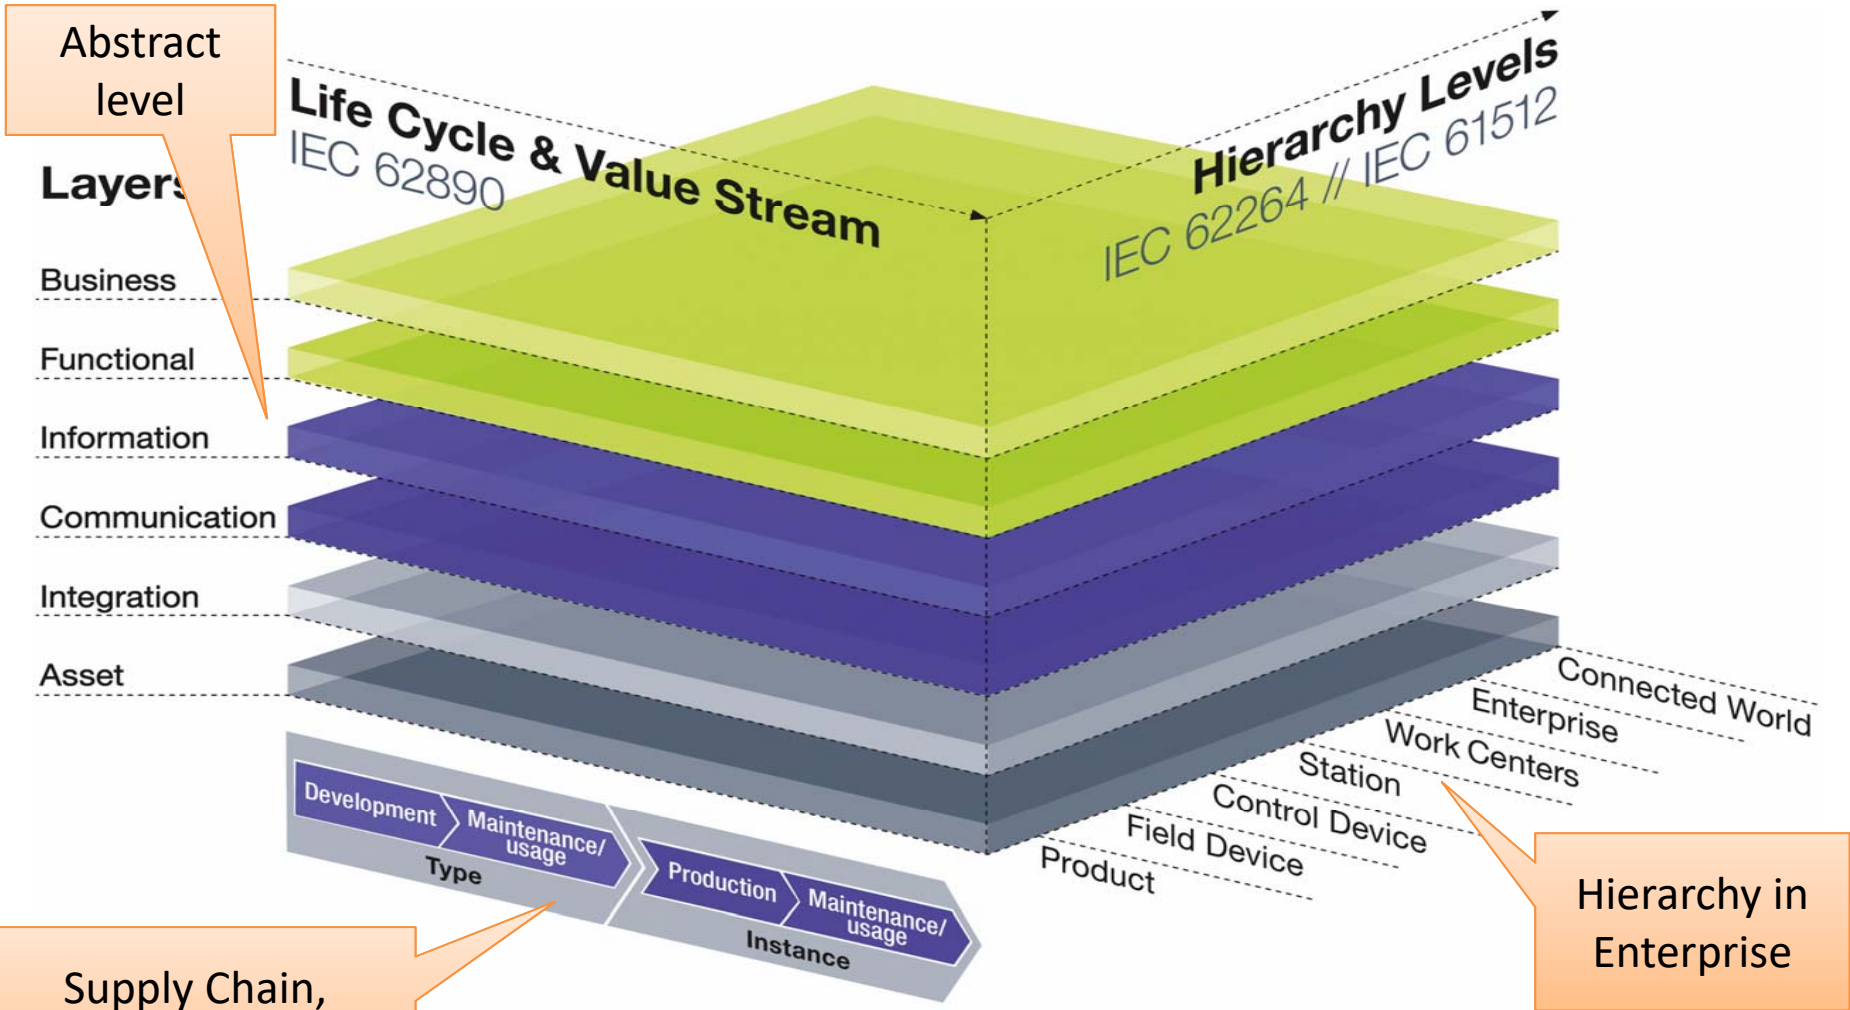 Abstract
level
Layers
Life Cycle & Value Stream
IEC 62890
Hierarchy Levels
IEC 62264 // IEC 61512
Business
Functional
Information
Communication
Integration
Asset
Development
Maintenance/
usage
Type
Production
Maintenance/
usage
Instance
Connected World
Enterprise
Work Centers
Station
Control Device
Field Device
Product
Hierarchy in
Enterprise
Supply Chain,